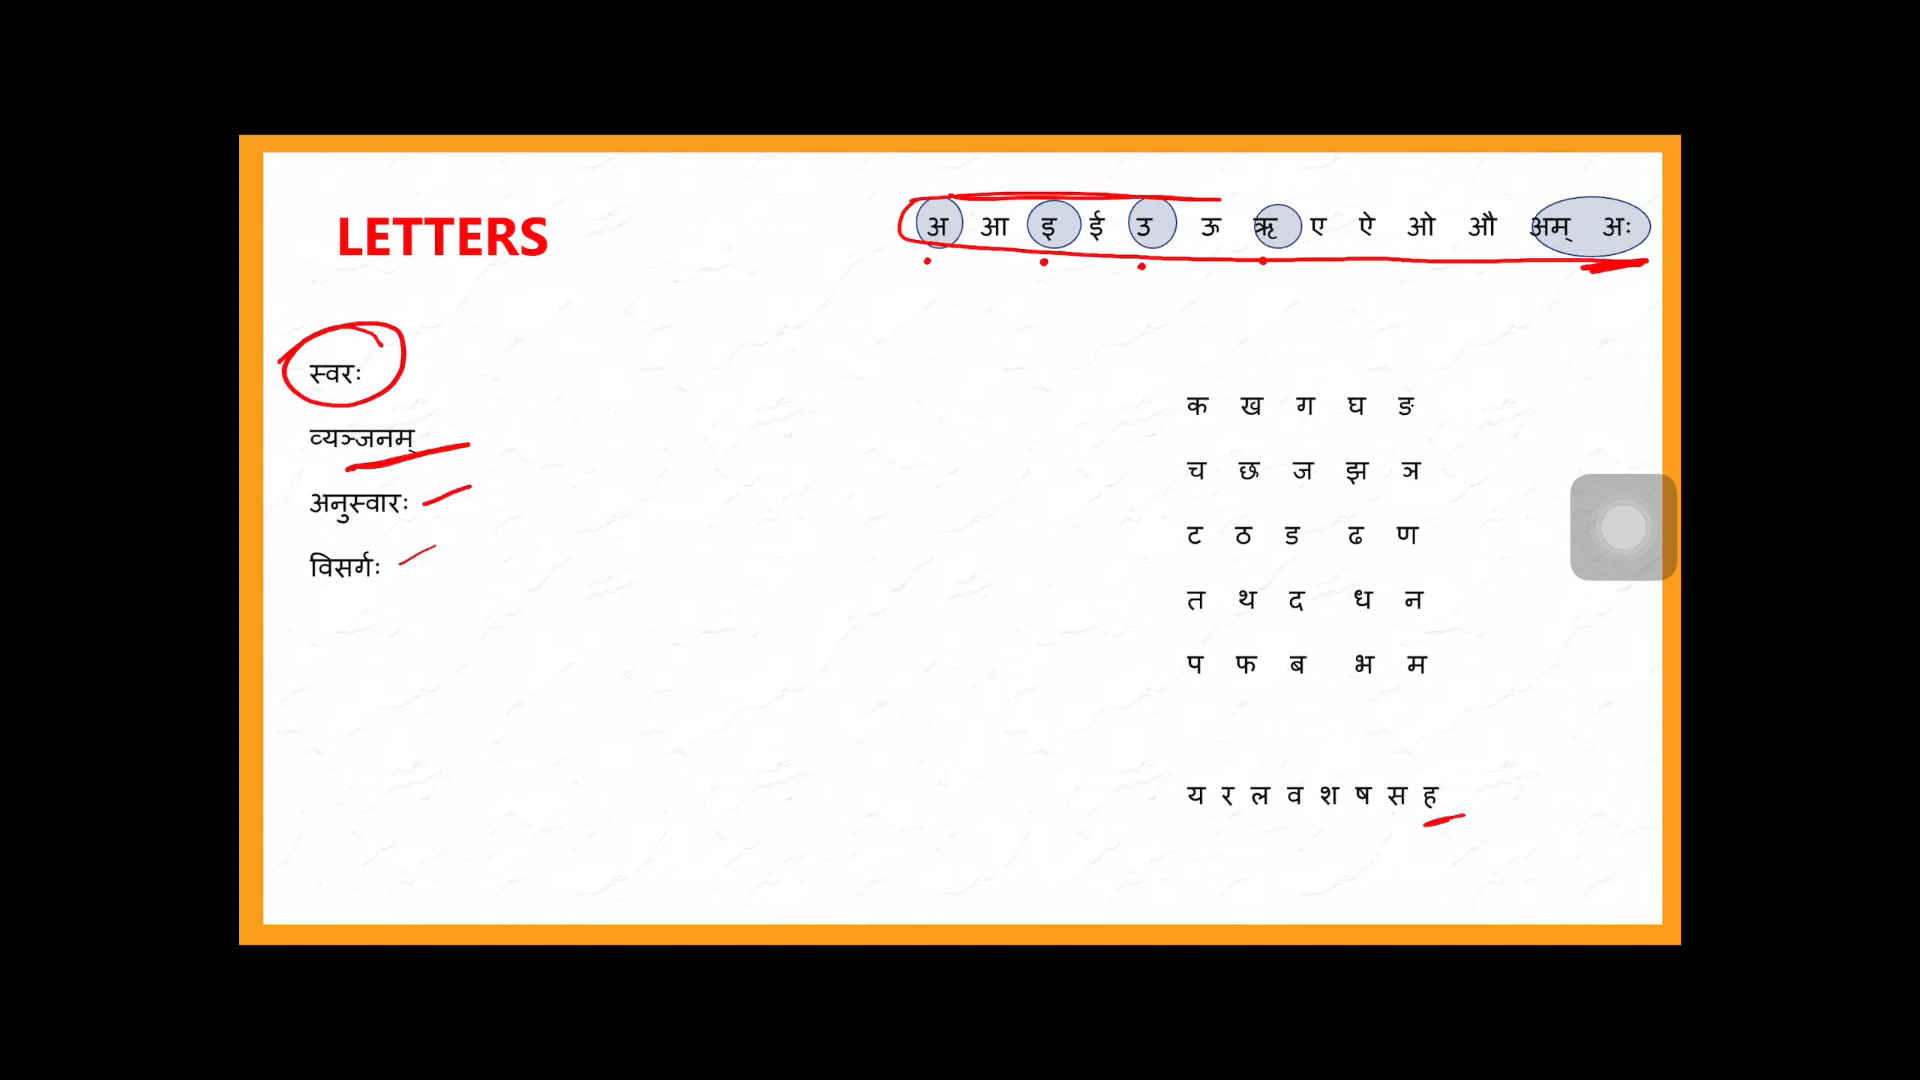 LETTERS
अ आ इ ई उ ऊ ऋ ए ऐ ओ औ अम् अः
स्वरः
व्यञ्जनम्
अनुस्वारः
विसर्गः
क ख ग घ ङ
च छ ज झ ञ
ट ठ ड ढ ण
त थ द ध न
प फ ब भ म
य र ल व श ष स ह